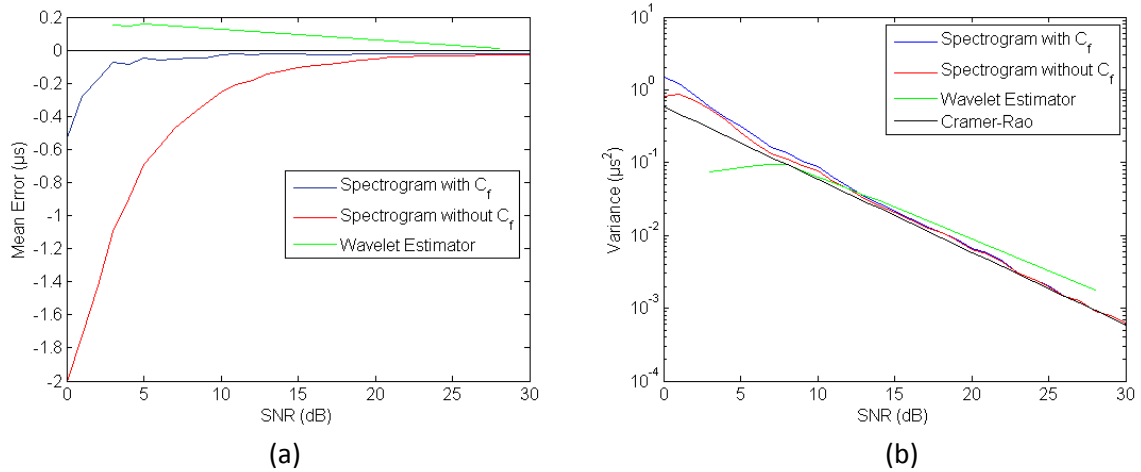 0.2
0
-0.2
-0.4
-0.6
-0.8
-1
-1.2
-1.4
-1.6
-1.8
-2
0 5 10 15 20 25 30
Mean Error (µs)
SNR (dB)
Spectrogram with C_f
Spectrogram without C_f
Wavelet Estimator
(a)
10^1
10^0
10^-1
10^-2
10^-3
10^-4
0 5 10 15 20 25 30
Variance (µs^2)
SNR (dB)
Spectrogram with C_f
Spectrogram without C_f
Wavelet Estimator
Cramer-Rao
(b)